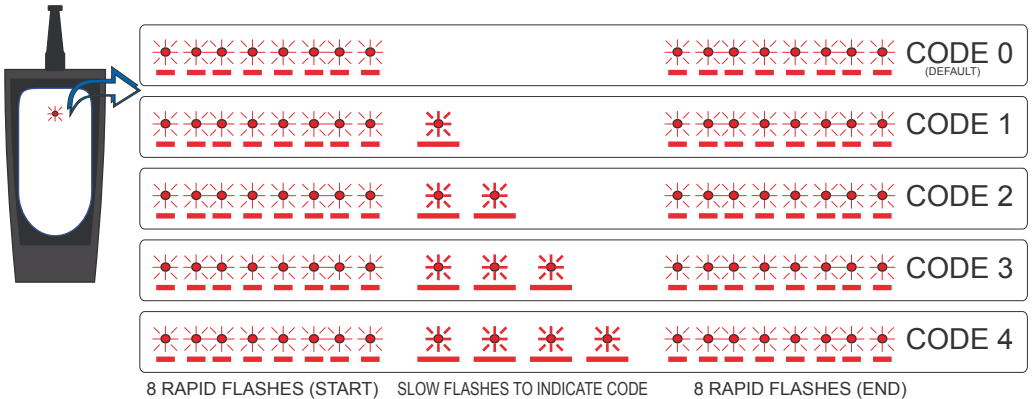 CODE 0
(DEFAULT)
CODE 1
CODE 2
CODE 3
CODE 4
8 RAPID FLASHES (START) SLOW FLASHES TO INDICATE CODE 8 RAPID FLASHES (END)